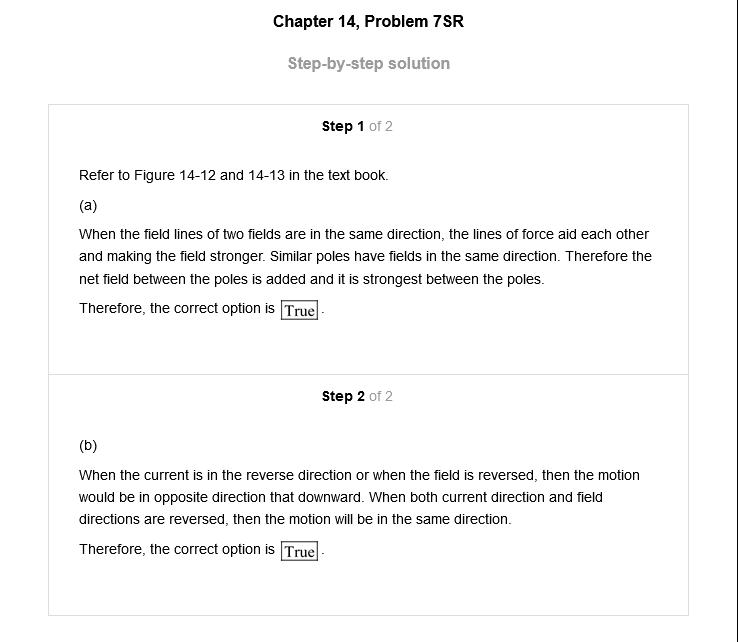 Chapter 14, Problem 7SR
Step-by-step solution
Step 1 of 2
Refer to Figure 14-12 and 14-13 in the text book.
(a)
When the field lines of two fields are in the same direction, the lines of force aid each other
and making the field stronger. Similar poles have fields in the same direction. Therefore the
net field between the poles is added and it is strongest between the poles.
Therefore, the correct option is True.
Step 2 of 2
(b)
When the current is in the reverse direction or when the field is reversed, then the motion
would be in opposite direction that downward. When both current direction and field
directions are reversed, then the motion will be in the same direction.
Therefore, the correct option is True.